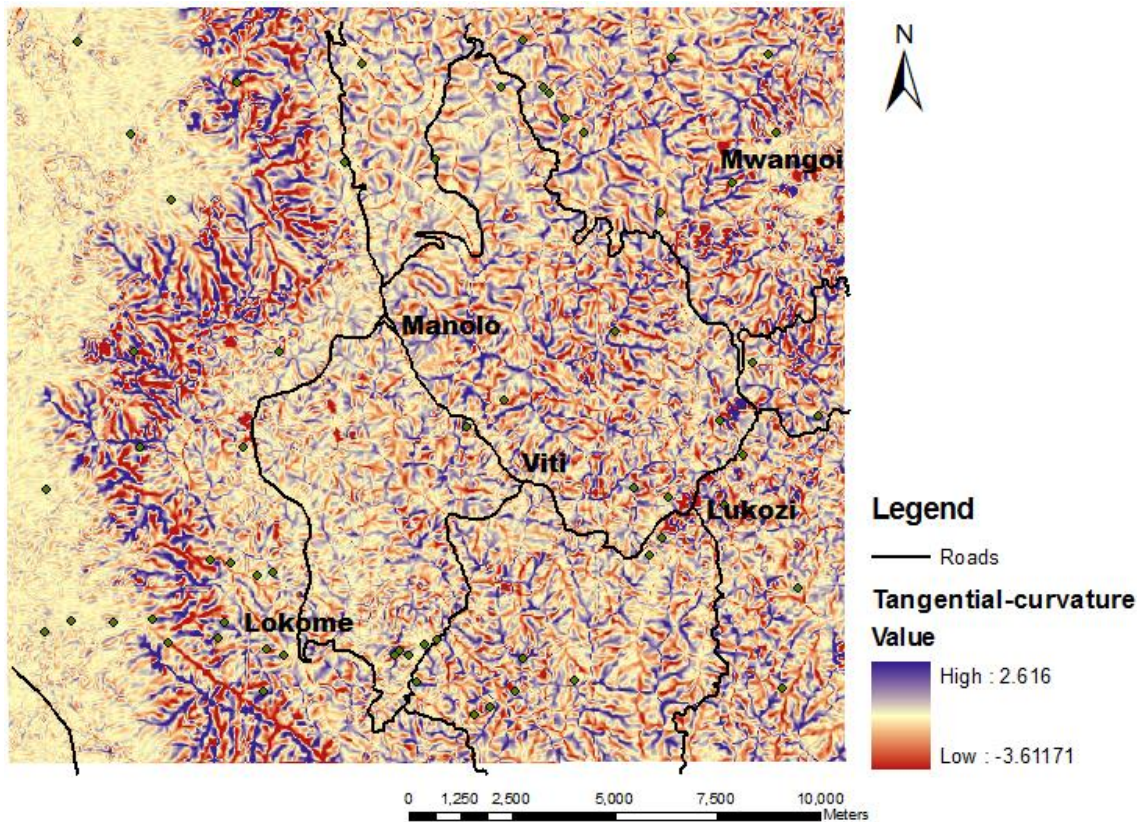 N
Mwangoi
Manolo
Viti
Lukozi
Lokome
Legend
Roads
Tangential-curvature
Value
High : 2.616
Low : -3.61171
0 1,250 2,500 5,000 7,500 10,000
Meters